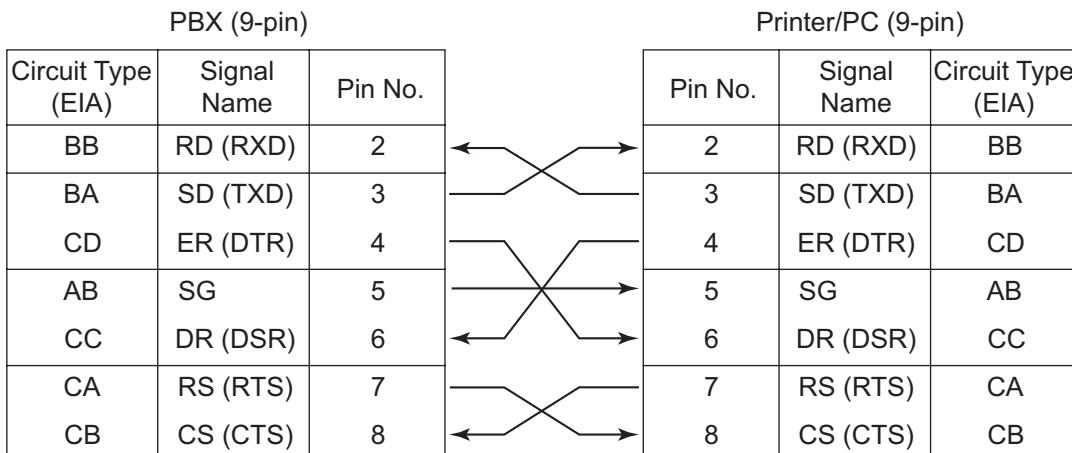 PBX (9-pin) Printer/PC (9-pin)
Circuit Type (EIA) Signal Name Pin No. Pin No. Signal Name Circuit Type (EIA)
BB RD (RXD) 2 2 RD (RXD) BB
BA SD (TXD) 3 3 SD (TXD) BA
CD ER (DTR) 4 4 ER (DTR) CD
AB SG 5 5 SG AB
CC DR (DSR) 6 6 DR (DSR) CC
CA RS (RTS) 7 7 RS (RTS) CA
CB CS (CTS) 8 8 CS (CTS) CB